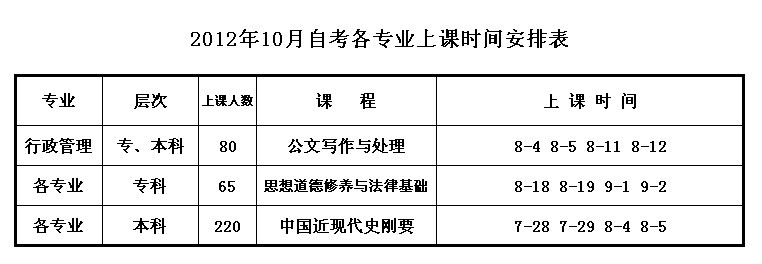 2012年10月自考各专业上课时间安排表
专业 层次 上课人数 课 程 上 课 时 间
行政管理 专、本科 80 公文写作与处理 8-4 8-5 8-11 8-12
各专业 专科 65 思想道德修养与法律基础 8-18 8-19 9-1 9-2
各专业 本科 220 中国近现代史刚要 7-28 7-29 8-4 8-5